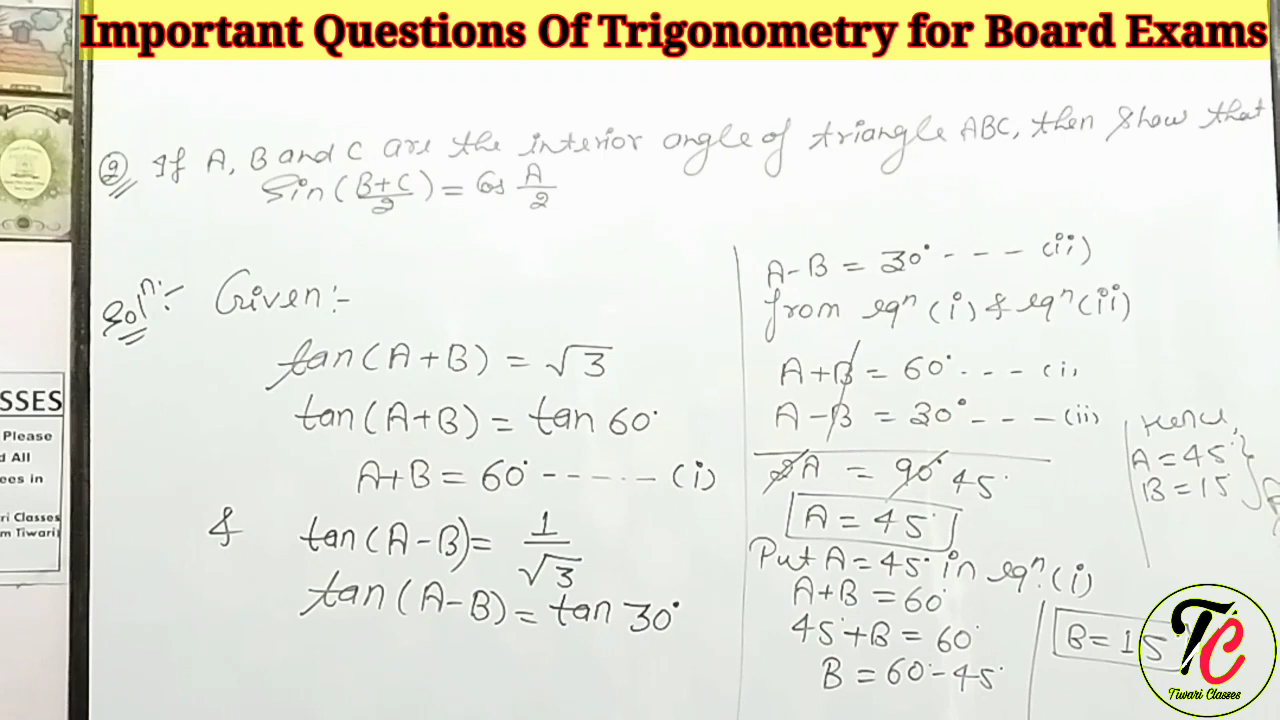 Important Questions Of Trigonometry for Board Exams
② If A, B and C are the interior angle of triangle ABC, then show that
Sin (B+C/2) = Cos A/2
Solⁿ:- Given:-
tan(A+B) = √3
tan(A+B) = tan 60°
A+B = 60° ------ (i)
& tan(A-B) = 1/√3
tan(A-B) = tan 30°
A-B = 30° --- (ii)
from eqⁿ (i) & eqⁿ (ii)
A+B = 60° --- (i)
A-B = 30° --- (ii)
2A = 90° 45°
A = 45°
Put A = 45° in eqⁿ (i)
A+B = 60°
45°+B = 60°
B = 60°-45°
B = 15
Hence,
A = 45°
B = 15
SSES
Please
d All
ees in
ri Classes
m Tiwari)
TC
Tiwari Classes